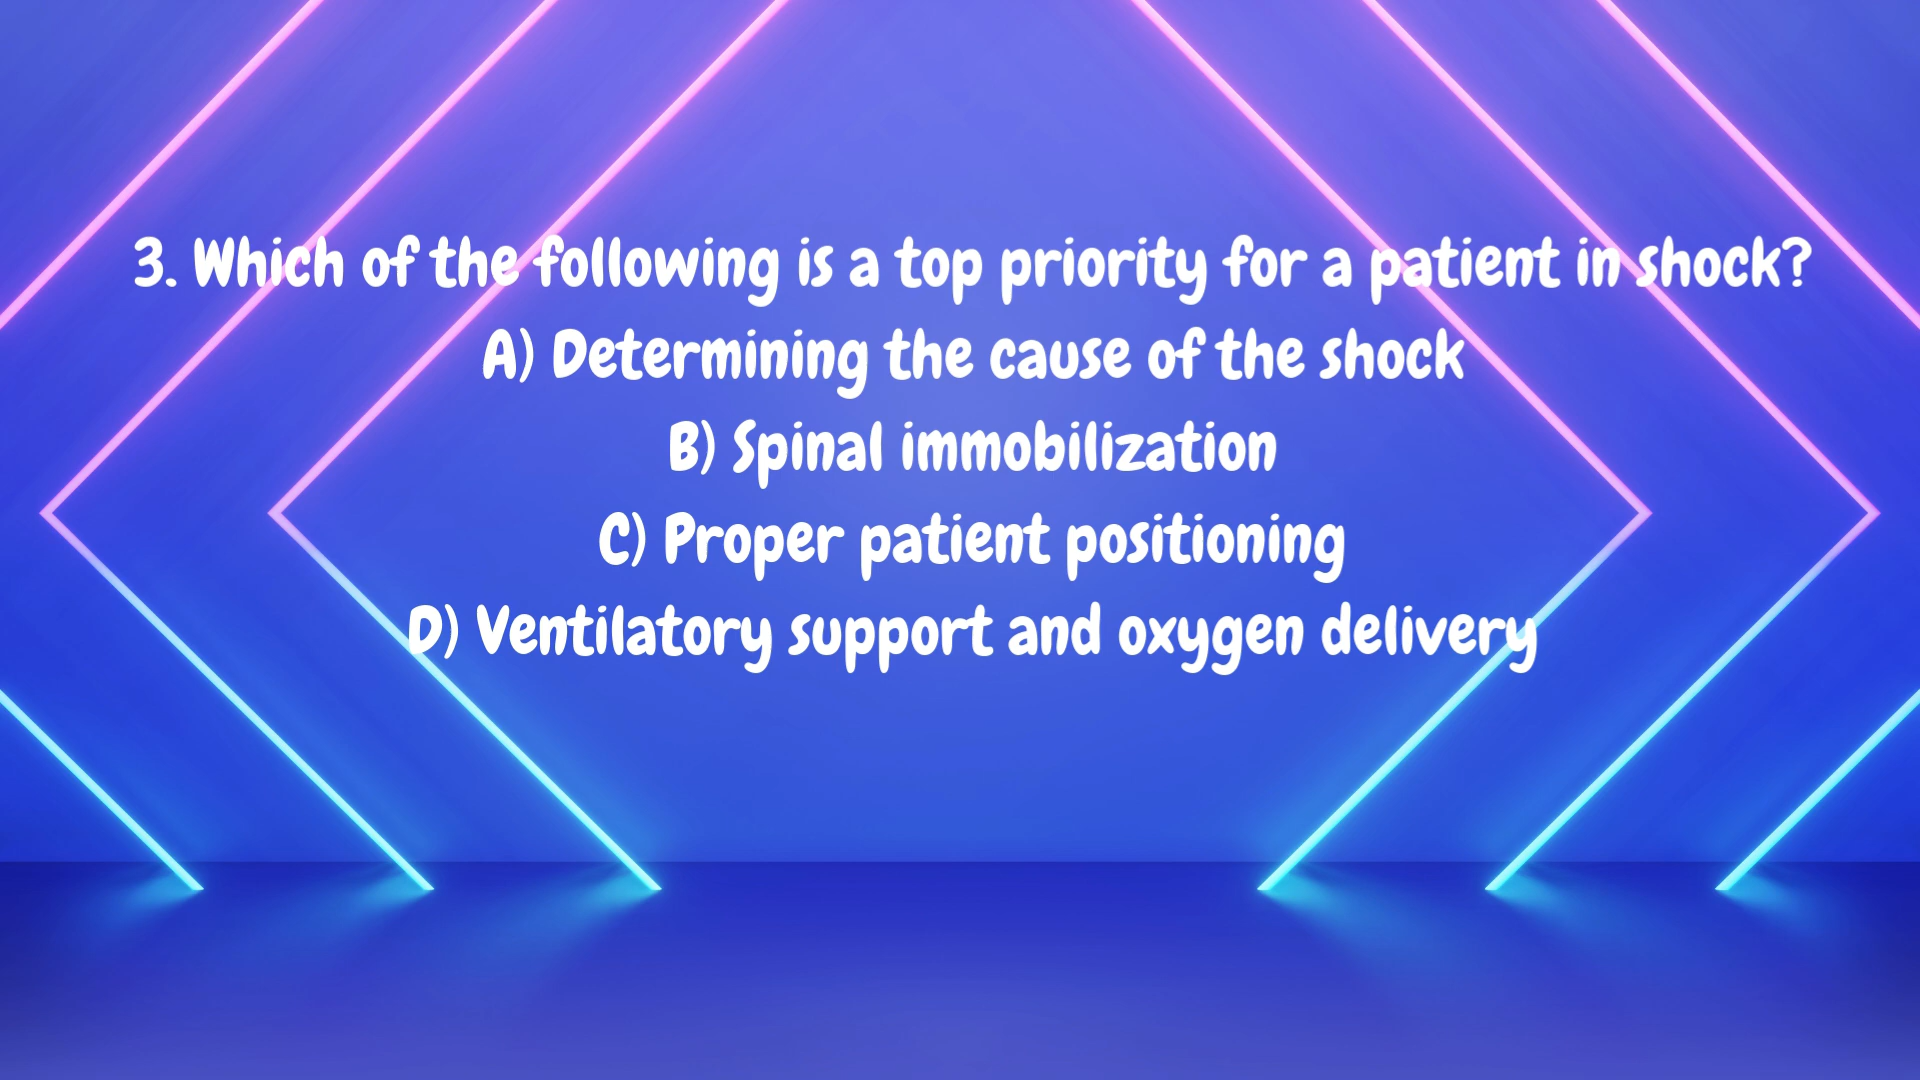 3. Which of the following is a top priority for a patient in shock?
A) Determining the cause of the shock
B) Spinal immobilization
C) Proper patient positioning
D) Ventilatory support and oxygen delivery